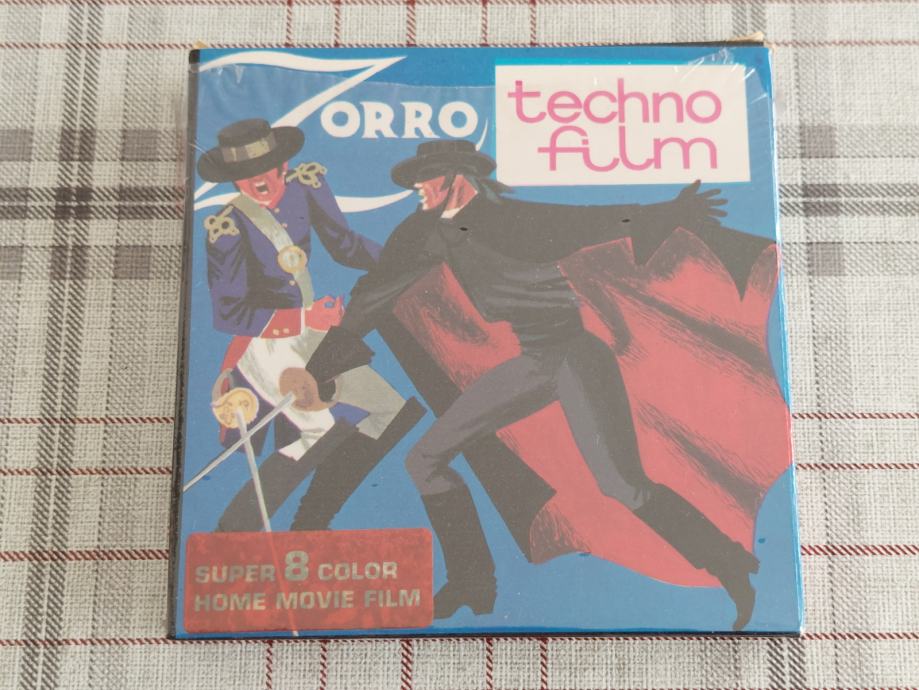 ZORRO
techno
film
SUPER 8 COLOR
HOME MOVIE FILM